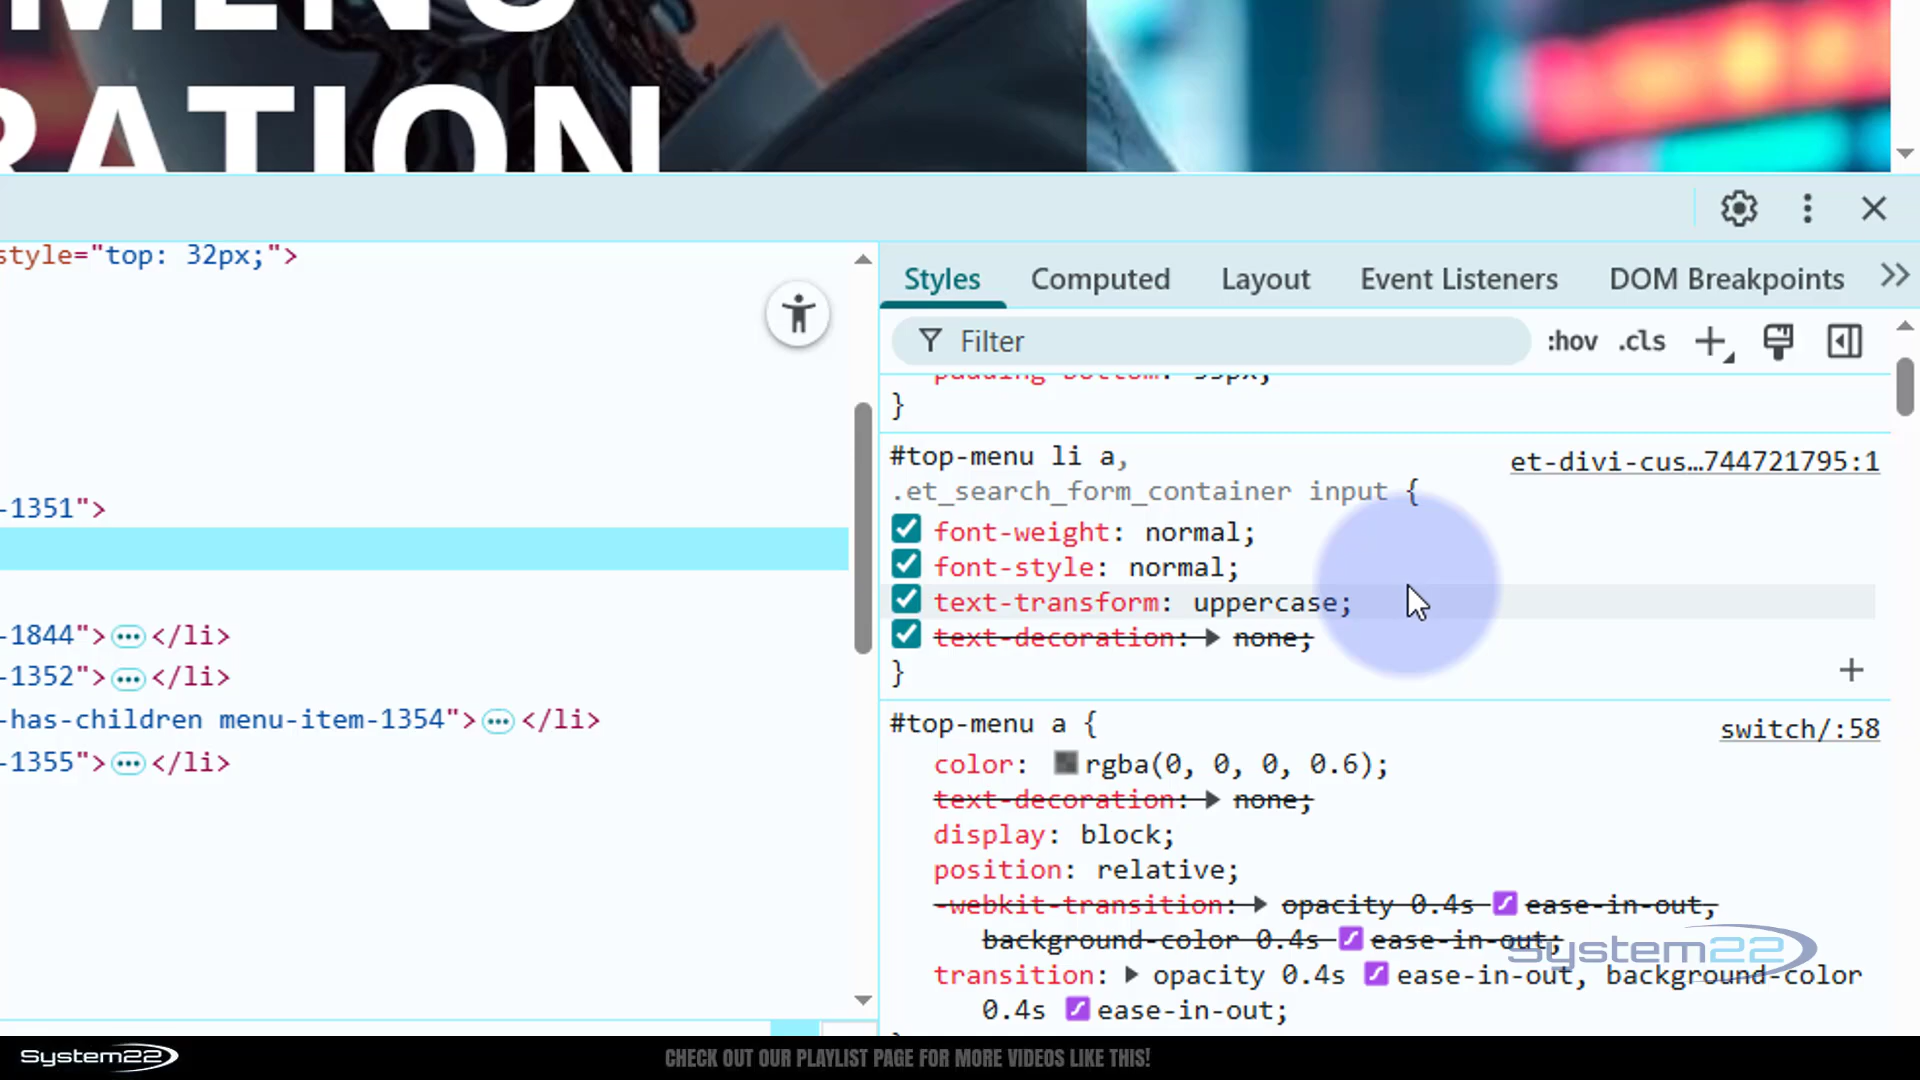 MENU
RATION
style="top: 32px;">
-1351">
-1844">···</li>
-1352">···</li>
-has-children menu-item-1354">···</li>
-1355">···</li>
Styles Computed Layout Event Listeners DOM Breakpoints
Filter :hov .cls
padding-bottom: 33px;
}
#top-menu li a, et-divi-cus…744721795:1
.et_search_form_container input {
font-weight: normal;
font-style: normal;
text-transform: uppercase;
text-decoration: none;
}
#top-menu a { switch/:58
color: rgba(0, 0, 0, 0.6);
text-decoration: none;
display: block;
position: relative;
-webkit-transition: opacity 0.4s ease-in-out,
background-color 0.4s ease-in-out;
transition: opacity 0.4s ease-in-out, background-color
0.4s ease-in-out;
System22
System22
CHECK OUT OUR PLAYLIST PAGE FOR MORE VIDEOS LIKE THIS!